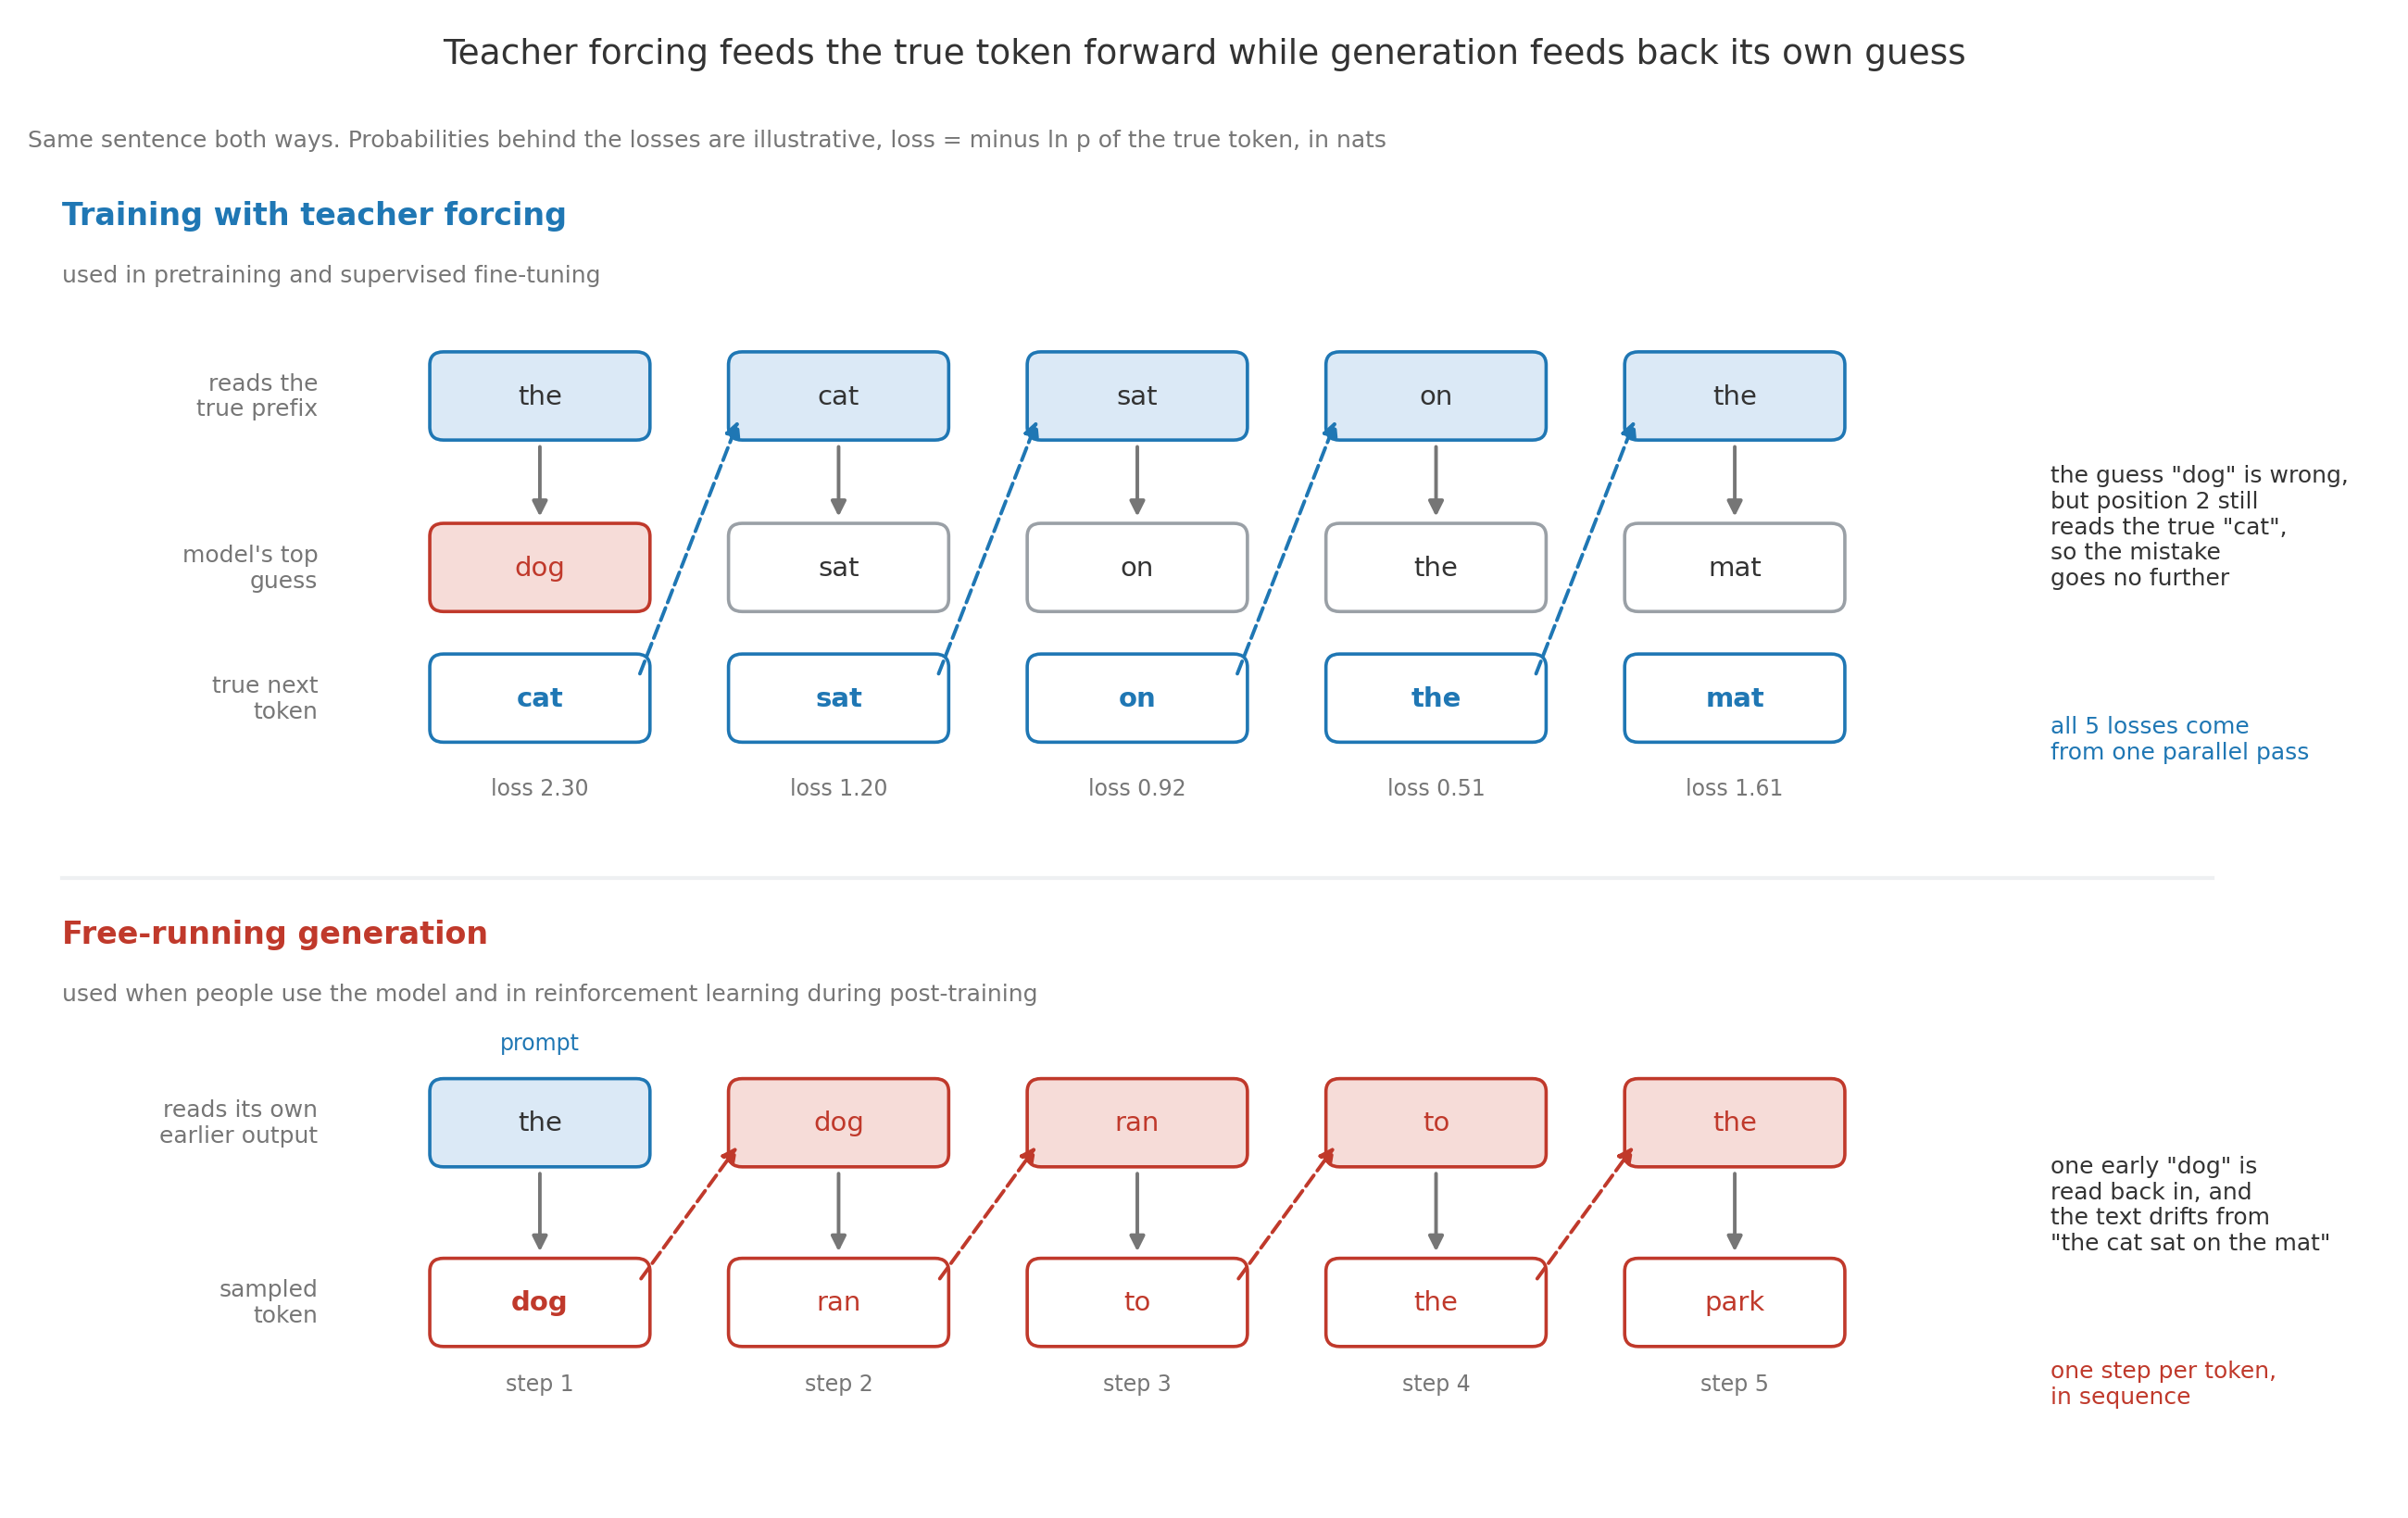 Teacher forcing feeds the true token forward while generation feeds back its own guess
Same sentence both ways. Probabilities behind the losses are illustrative, loss = minus ln p of the true token, in nats
Training with teacher forcing
used in pretraining and supervised fine-tuning
reads the
true prefix
the
cat
sat
on
the
model's top
guess
dog
sat
on
the
mat
the guess "dog" is wrong,
but position 2 still
reads the true "cat",
so the mistake
goes no further
true next
token
cat
sat
on
the
mat
all 5 losses come
from one parallel pass
loss 2.30
loss 1.20
loss 0.92
loss 0.51
loss 1.61
Free-running generation
used when people use the model and in reinforcement learning during post-training
prompt
reads its own
earlier output
the
dog
ran
to
the
one early "dog" is
read back in, and
the text drifts from
"the cat sat on the mat"
sampled
token
dog
ran
to
the
park
step 1
step 2
step 3
step 4
step 5
one step per token,
in sequence